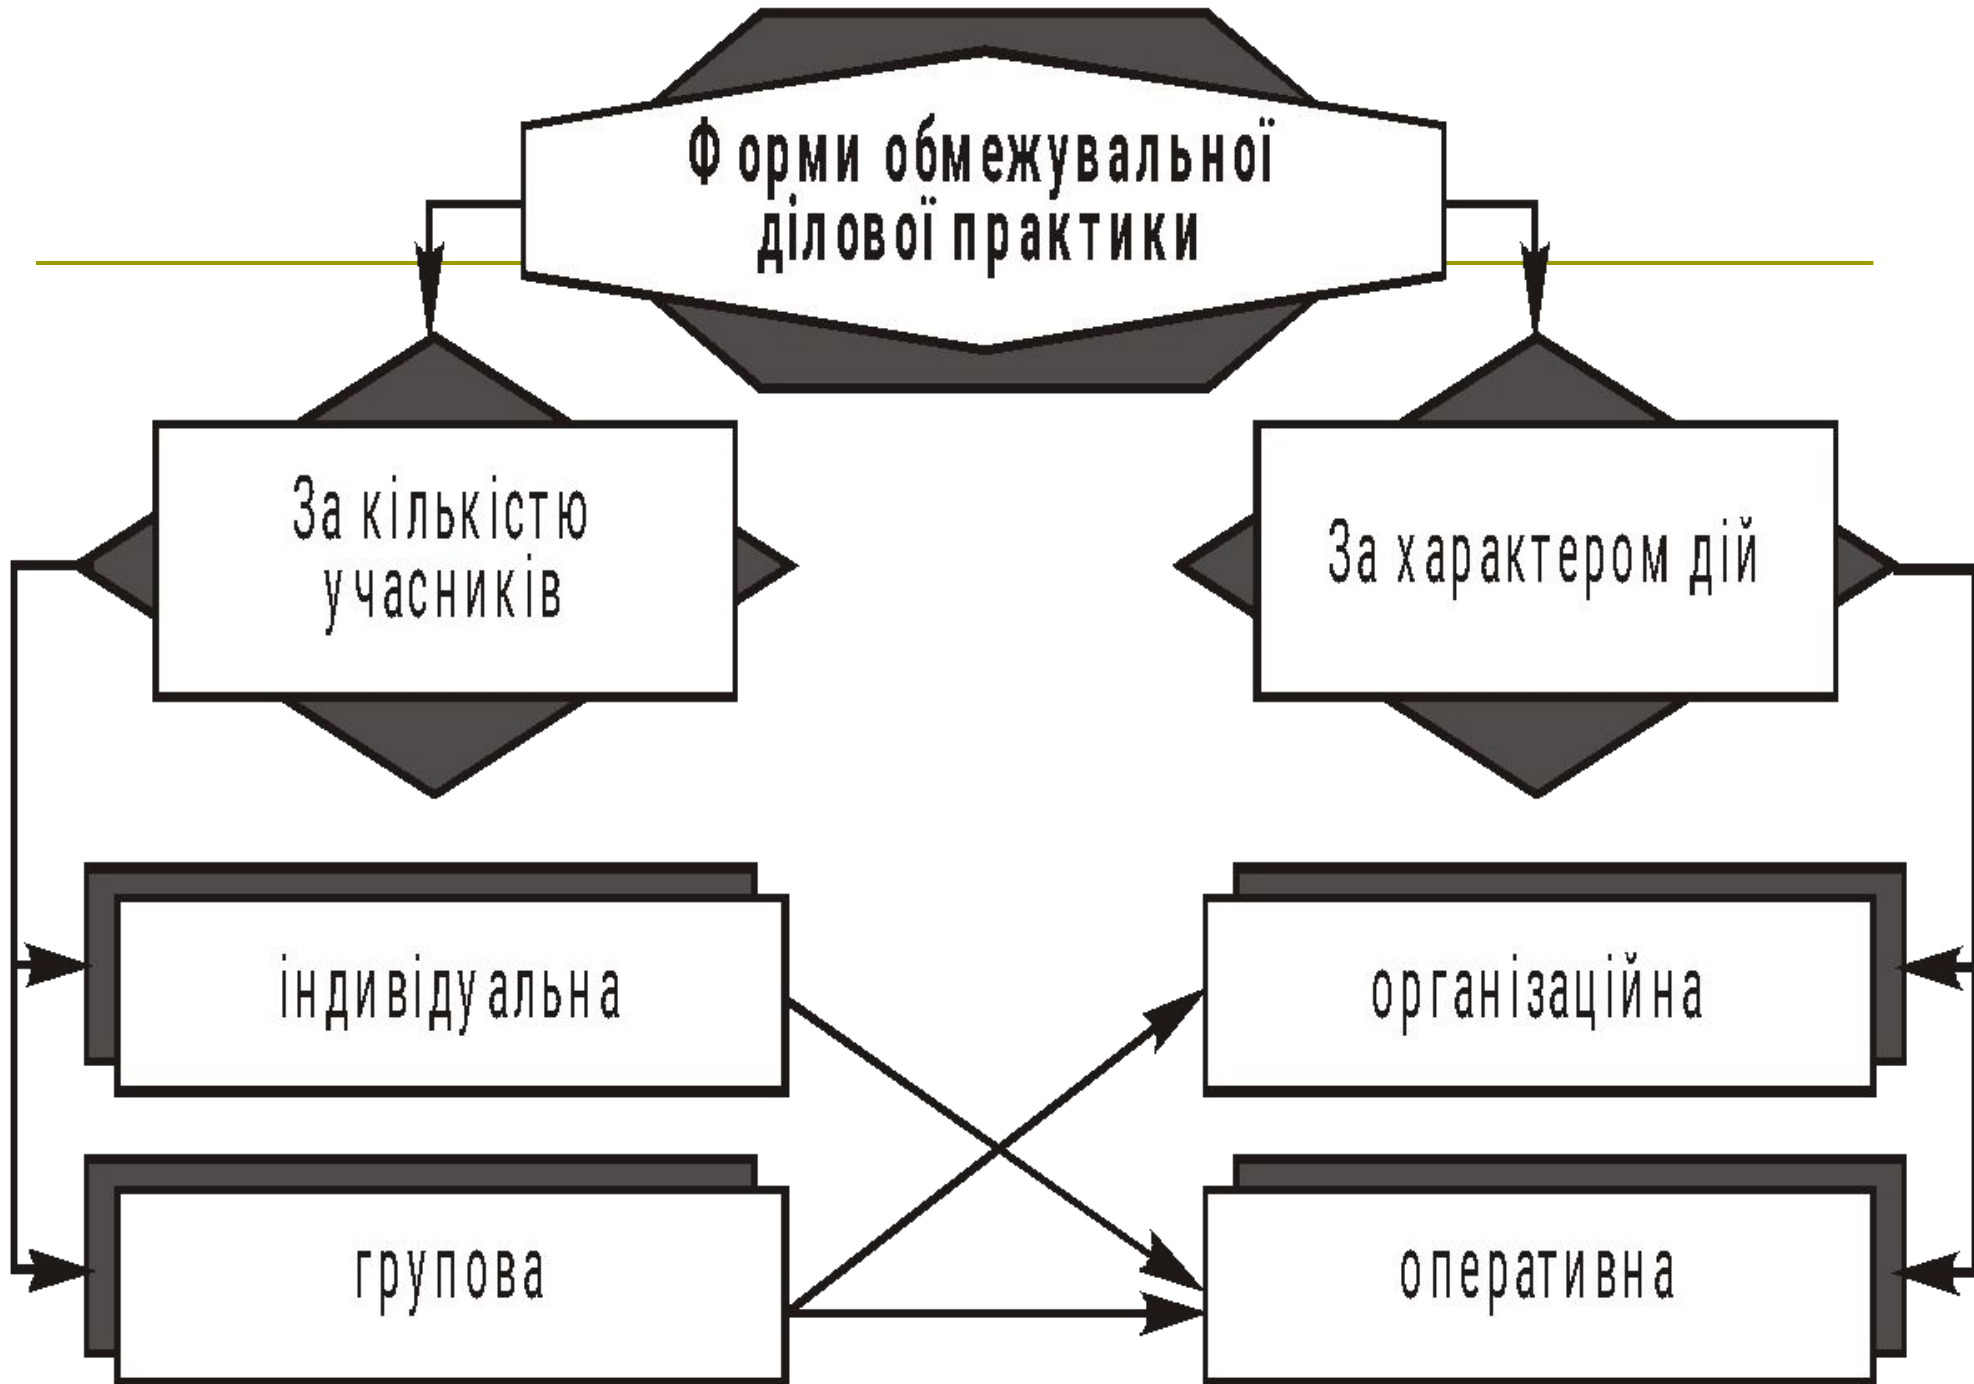 Форми обмежувальної
ділової практики
За кількістю
учасників
За характером дій
індивідуальна
організаційна
групова
оперативна